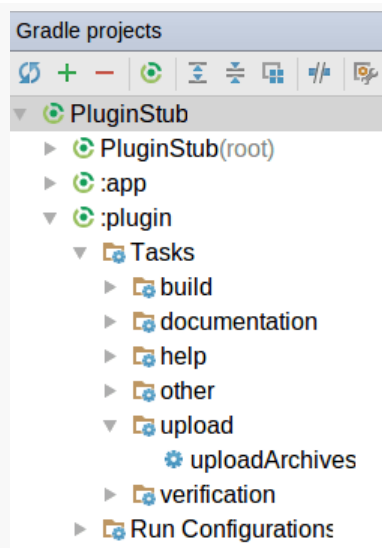 Gradle projects
PluginStub
PluginStub(root)
:app
:plugin
Tasks
build
documentation
help
other
upload
uploadArchives
verification
Run Configurations